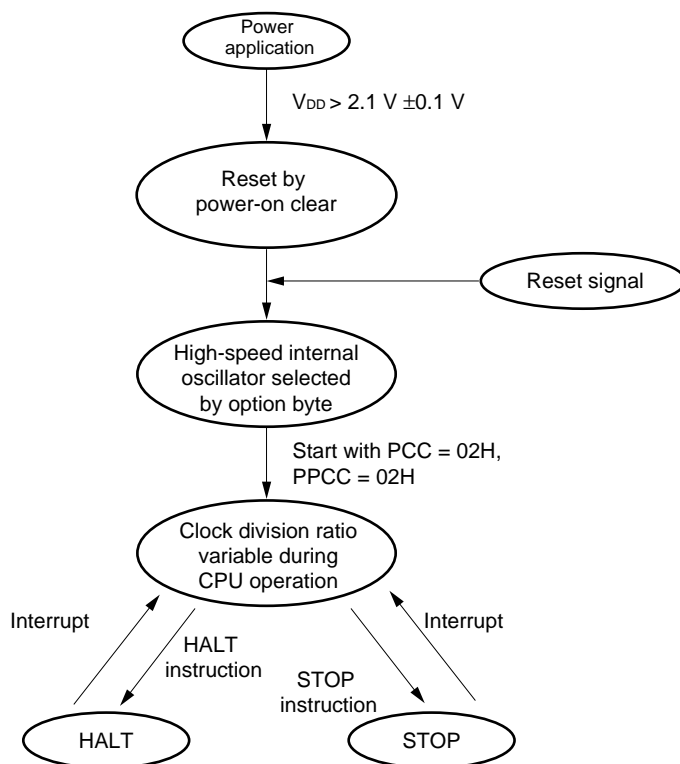 Power
application
VDD > 2.1 V ±0.1 V
Reset by
power-on clear
Reset signal
High-speed internal
oscillator selected
by option byte
Start with PCC = 02H,
PPCC = 02H
Clock division ratio
variable during
CPU operation
Interrupt
HALT
instruction
STOP
instruction
Interrupt
HALT
STOP